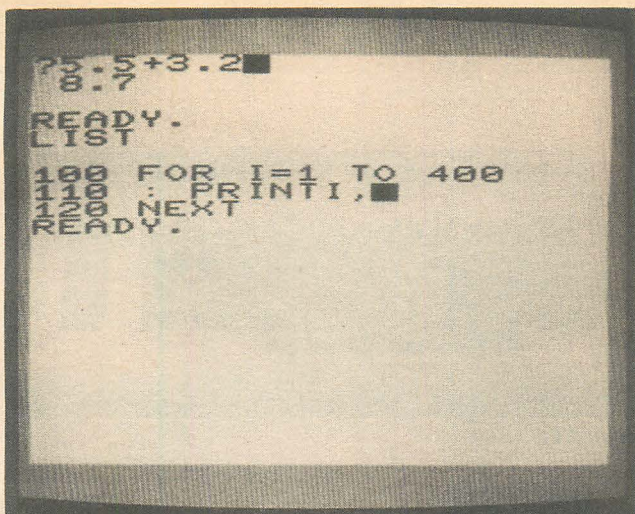 ?5.5+3.2■
8.7
READY.
LIST
100 FOR I=1 TO 400
110 : PRINTI,■
120 NEXT
READY.